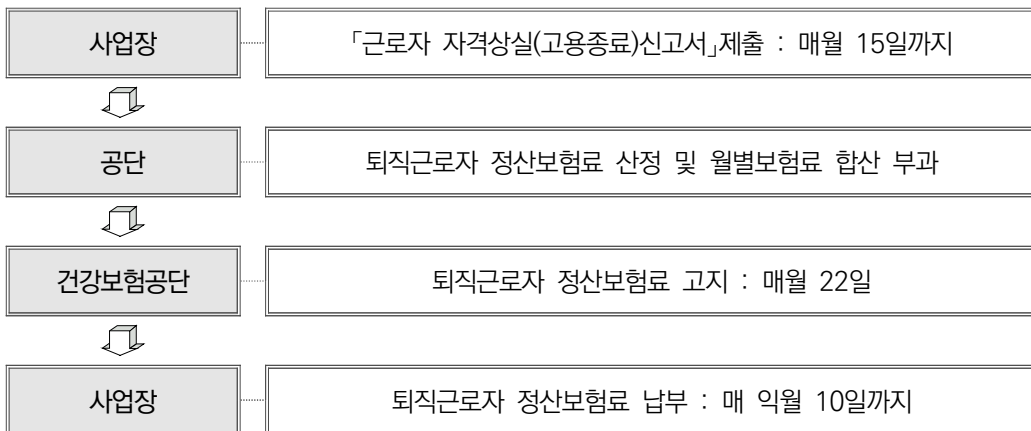 사업장
「근로자 자격상실(고용종료)신고서」제출 : 매월 15일까지
공단
퇴직근로자 정산보험료 산정 및 월별보험료 합산 부과
건강보험공단
퇴직근로자 정산보험료 고지 : 매월 22일
사업장
퇴직근로자 정산보험료 납부 : 매 익월 10일까지